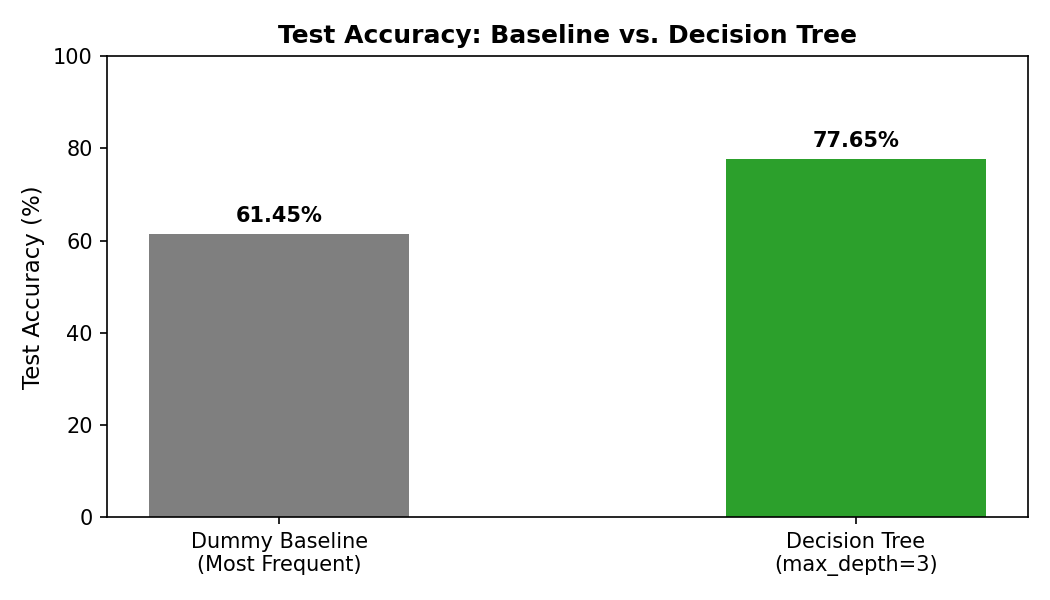 Test Accuracy: Baseline vs. Decision Tree
Test Accuracy (%)
100
80
60
40
20
0
61.45%
77.65%
Dummy Baseline
(Most Frequent)
Decision Tree
(max_depth=3)